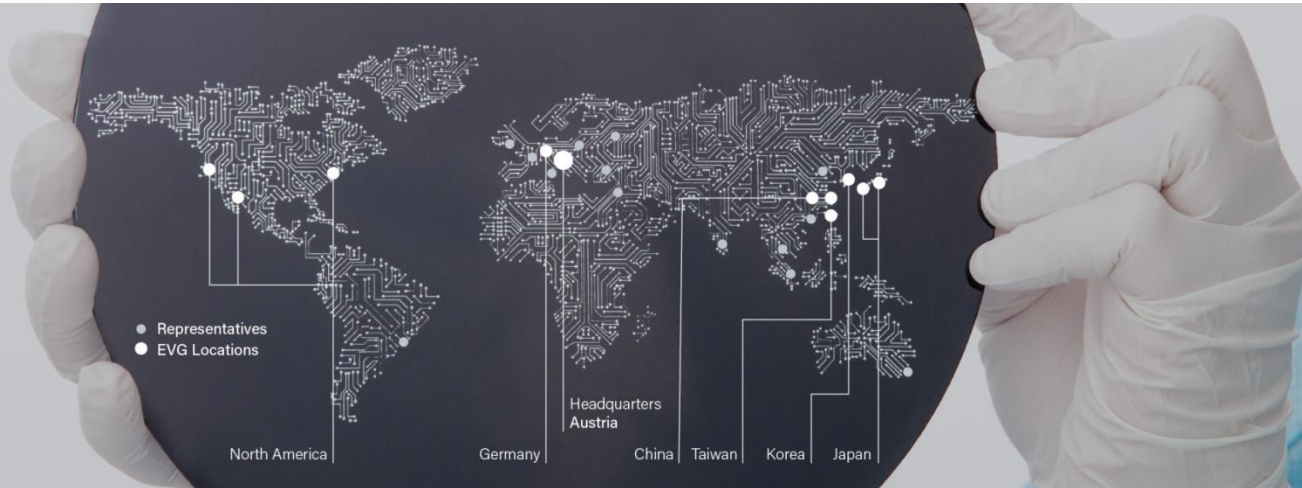 Representatives
EVG Locations
Headquarters
Austria
North America
Germany
China
Taiwan
Korea
Japan